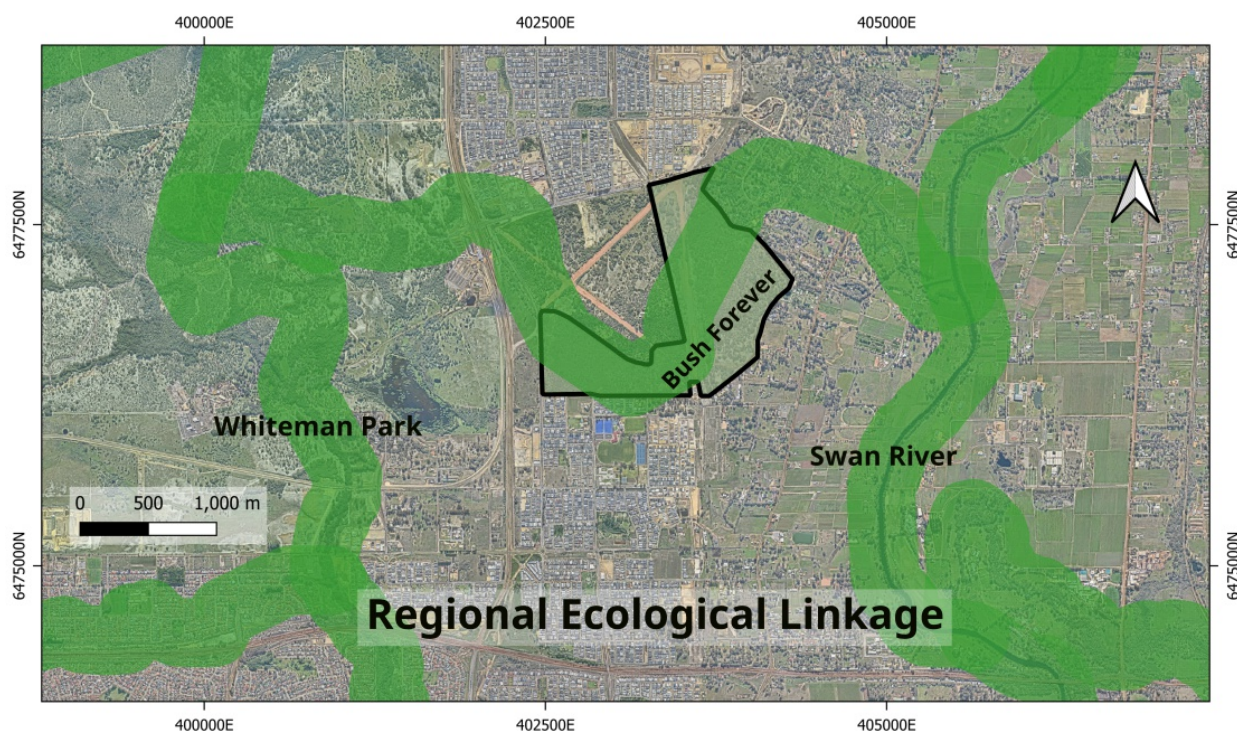 400000E 402500E 405000E
6477500N 6477500N
Bush Forever
Whiteman Park
Swan River
0 500 1,000 m
6475000N 6475000N
Regional Ecological Linkage
400000E 402500E 405000E